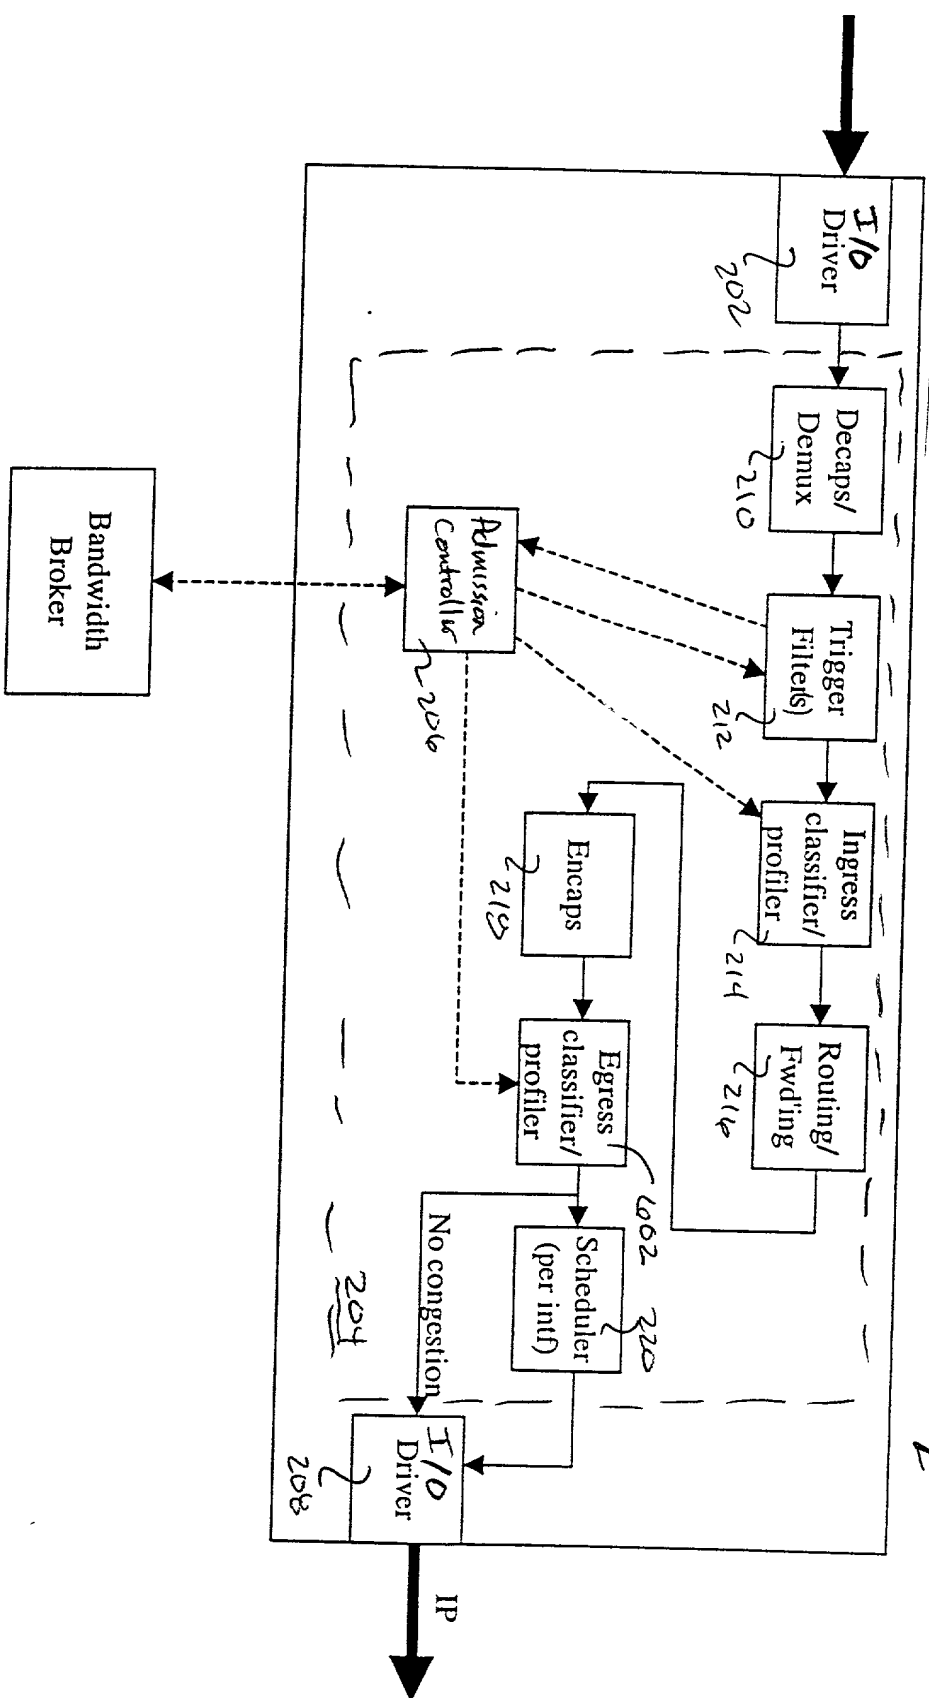 I/O
Driver
202
Decaps/
Demux
210
Trigger
Filter(s)
212
Ingress
classifier/
profiler
214
Routing/
Fwd'ing
216
Admission
Controller
206
Encaps
218
Egress
classifier/
profiler
602
Scheduler
(per intf)
220
No congestion
204
I/O
Driver
208
IP
Bandwidth
Broker